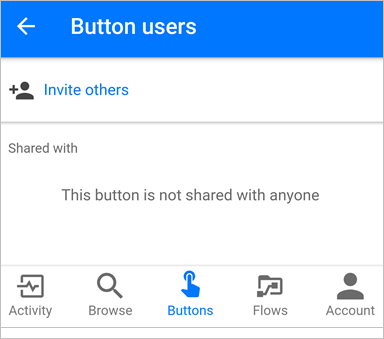 Button users
Invite others
Shared with
This button is not shared with anyone
Activity Browse Buttons Flows Account